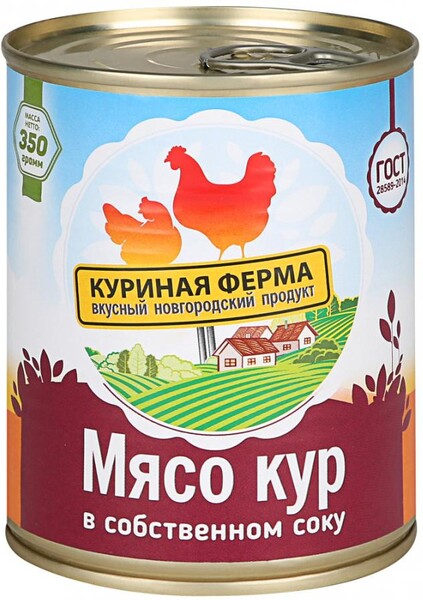 МАССА
НЕТТО:
350
грамм
ГОСТ
28589-2014
КУРИНАЯ ФЕРМА
вкусный новгородский продукт
Мясо кур
в собственном соку